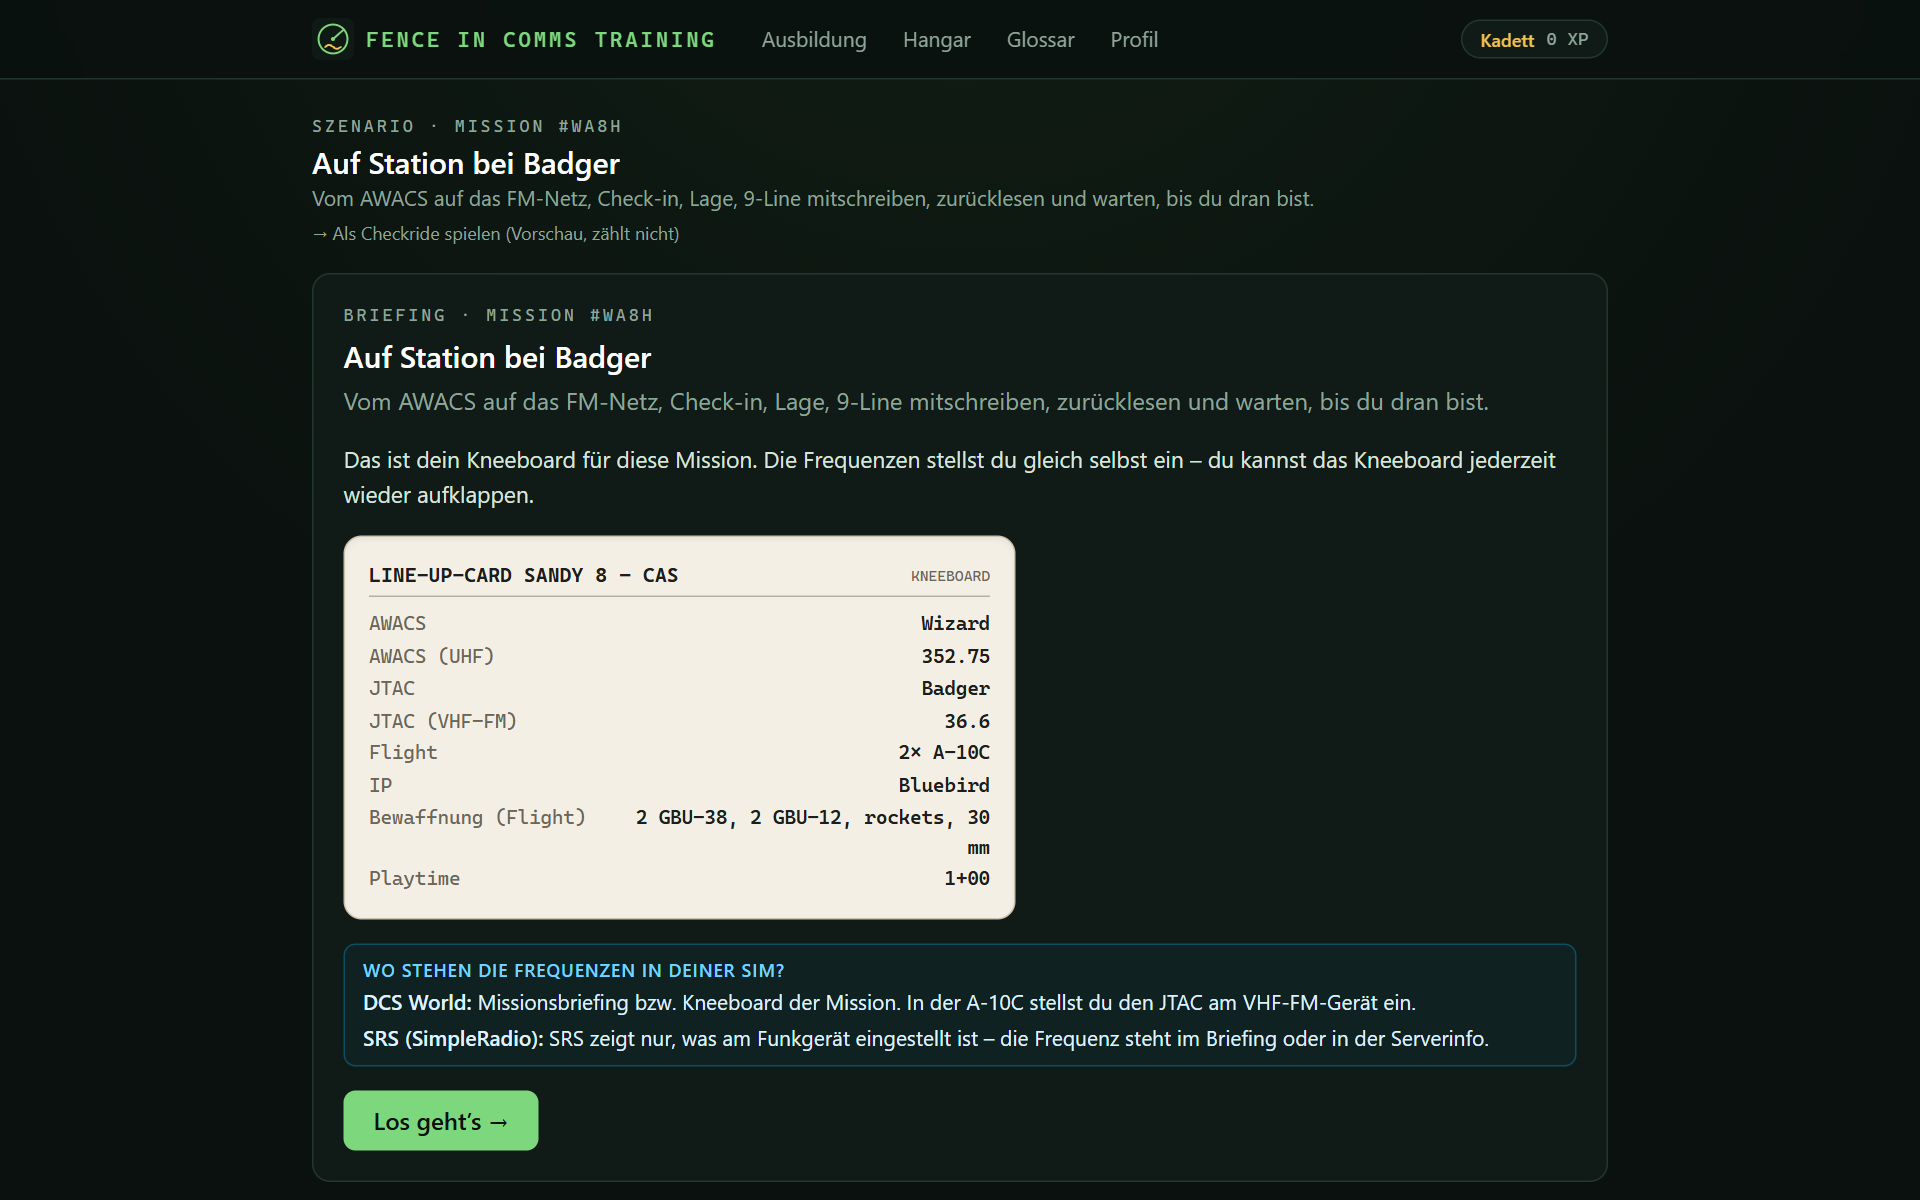 FENCE IN COMMS TRAINING
Ausbildung
Hangar
Glossar
Profil
Kadett 0 XP
SZENARIO · MISSION #WA8H
Auf Station bei Badger
Vom AWACS auf das FM-Netz, Check-in, Lage, 9-Line mitschreiben, zurücklesen und warten, bis du dran bist.
→ Als Checkride spielen (Vorschau, zählt nicht)
BRIEFING · MISSION #WA8H
Auf Station bei Badger
Vom AWACS auf das FM-Netz, Check-in, Lage, 9-Line mitschreiben, zurücklesen und warten, bis du dran bist.
Das ist dein Kneeboard für diese Mission. Die Frequenzen stellst du gleich selbst ein – du kannst das Kneeboard jederzeit
wieder aufklappen.
LINE-UP-CARD SANDY 8 – CAS KNEEBOARD
AWACS Wizard
AWACS (UHF) 352.75
JTAC Badger
JTAC (VHF-FM) 36.6
Flight 2× A-10C
IP Bluebird
Bewaffnung (Flight) 2 GBU-38, 2 GBU-12, rockets, 30
mm
Playtime 1+00
WO STEHEN DIE FREQUENZEN IN DEINER SIM?
DCS World: Missionsbriefing bzw. Kneeboard der Mission. In der A-10C stellst du den JTAC am VHF-FM-Gerät ein.
SRS (SimpleRadio): SRS zeigt nur, was am Funkgerät eingestellt ist – die Frequenz steht im Briefing oder in der Serverinfo.
Los geht's →